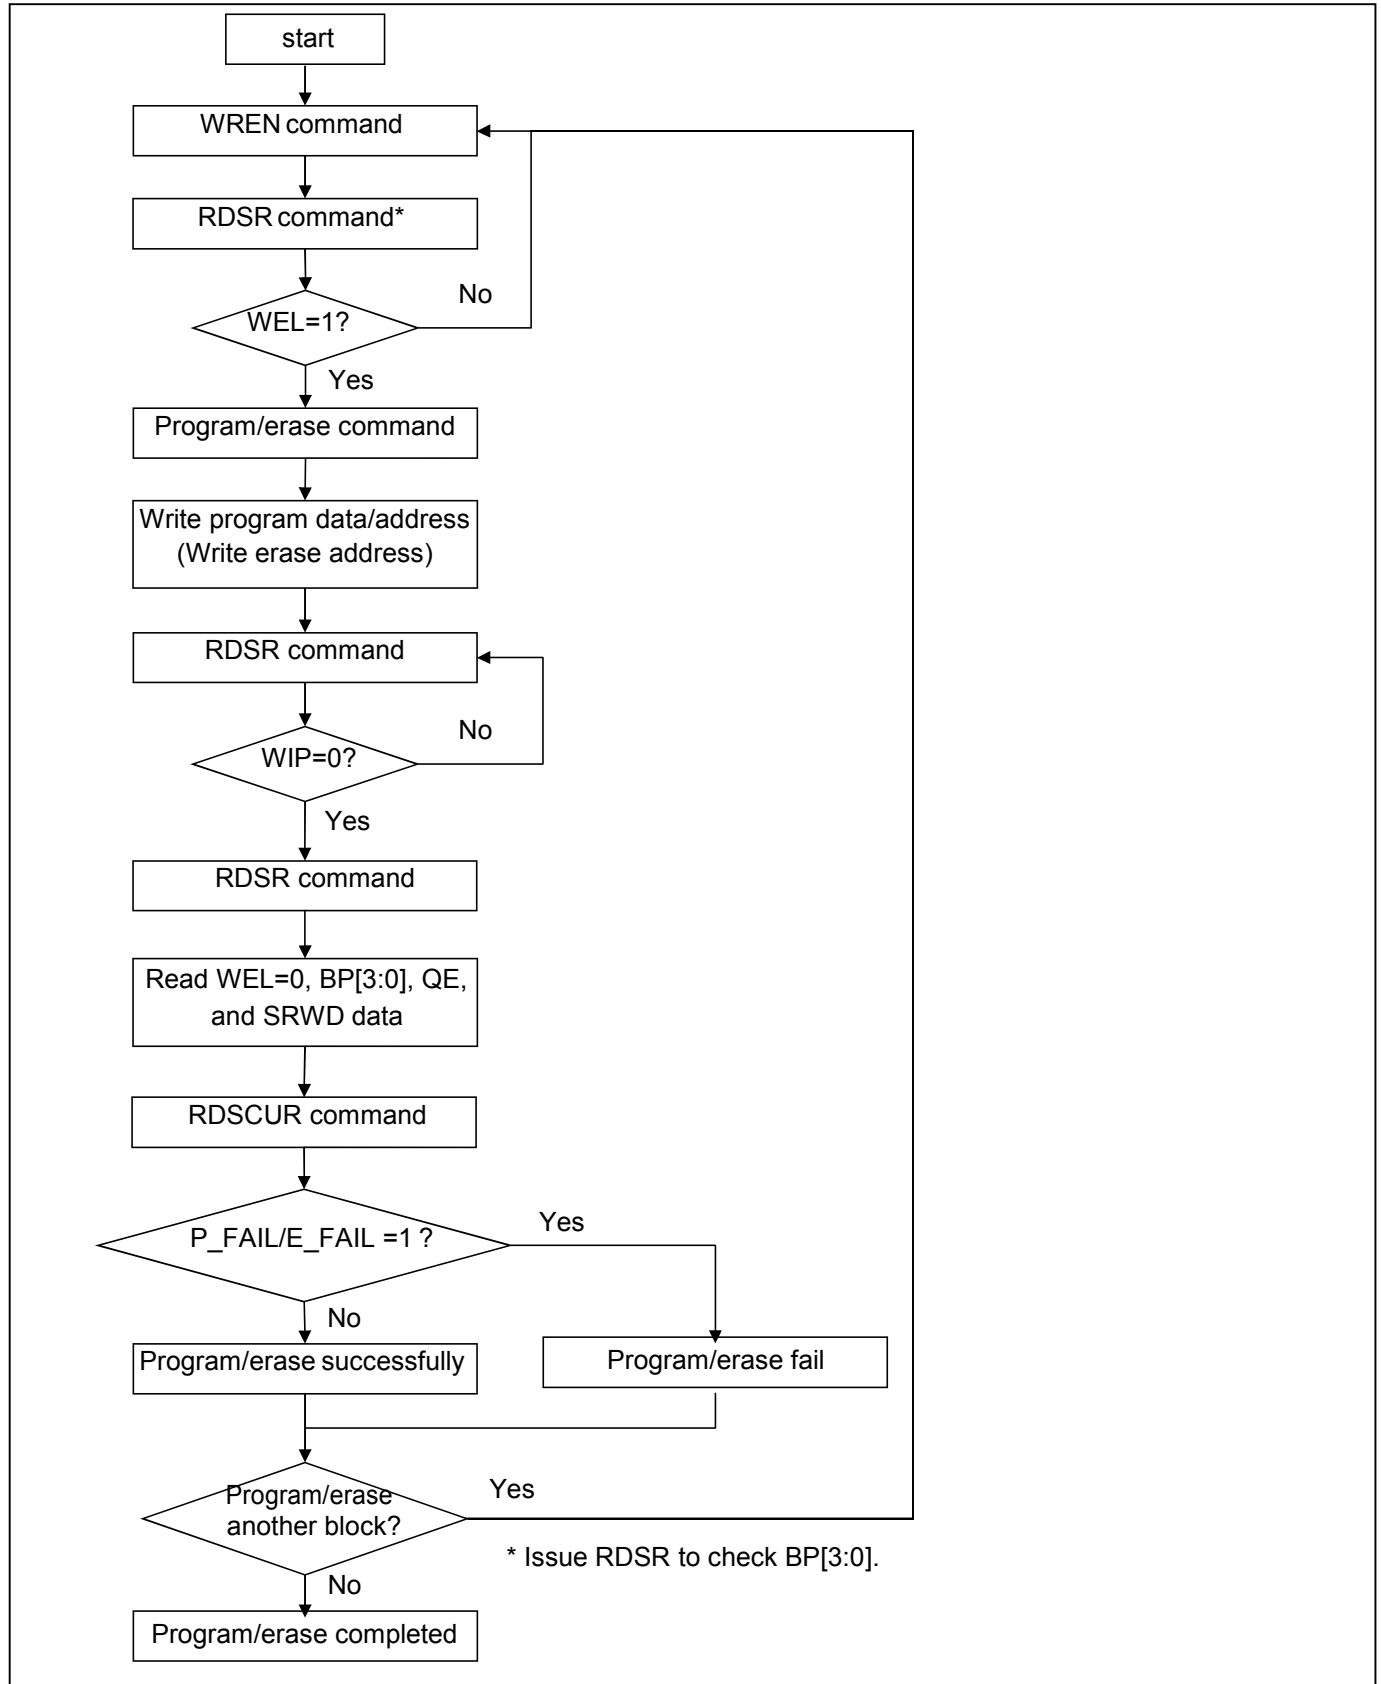 start
WREN command
RDSR command*
No
WEL=1?
Yes
Program/erase command
Write program data/address
(Write erase address)
RDSR command
No
WIP=0?
Yes
RDSR command
Read WEL=0, BP[3:0], QE,
and SRWD data
RDSCUR command
Yes
P_FAIL/E_FAIL =1 ?
No
Program/erase successfully
Program/erase fail
Yes
Program/erase
another block?
* Issue RDSR to check BP[3:0].
No
Program/erase completed